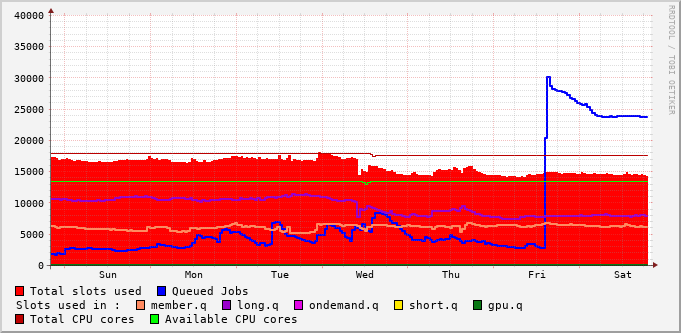 RRDTOOL / TOBI OETIKER
40000
35000
30000
25000
20000
15000
10000
5000
0
Sun Mon Tue Wed Thu Fri Sat
Total slots used Queued Jobs
Slots used in : member.q long.q ondemand.q short.q gpu.q
Total CPU cores Available CPU cores